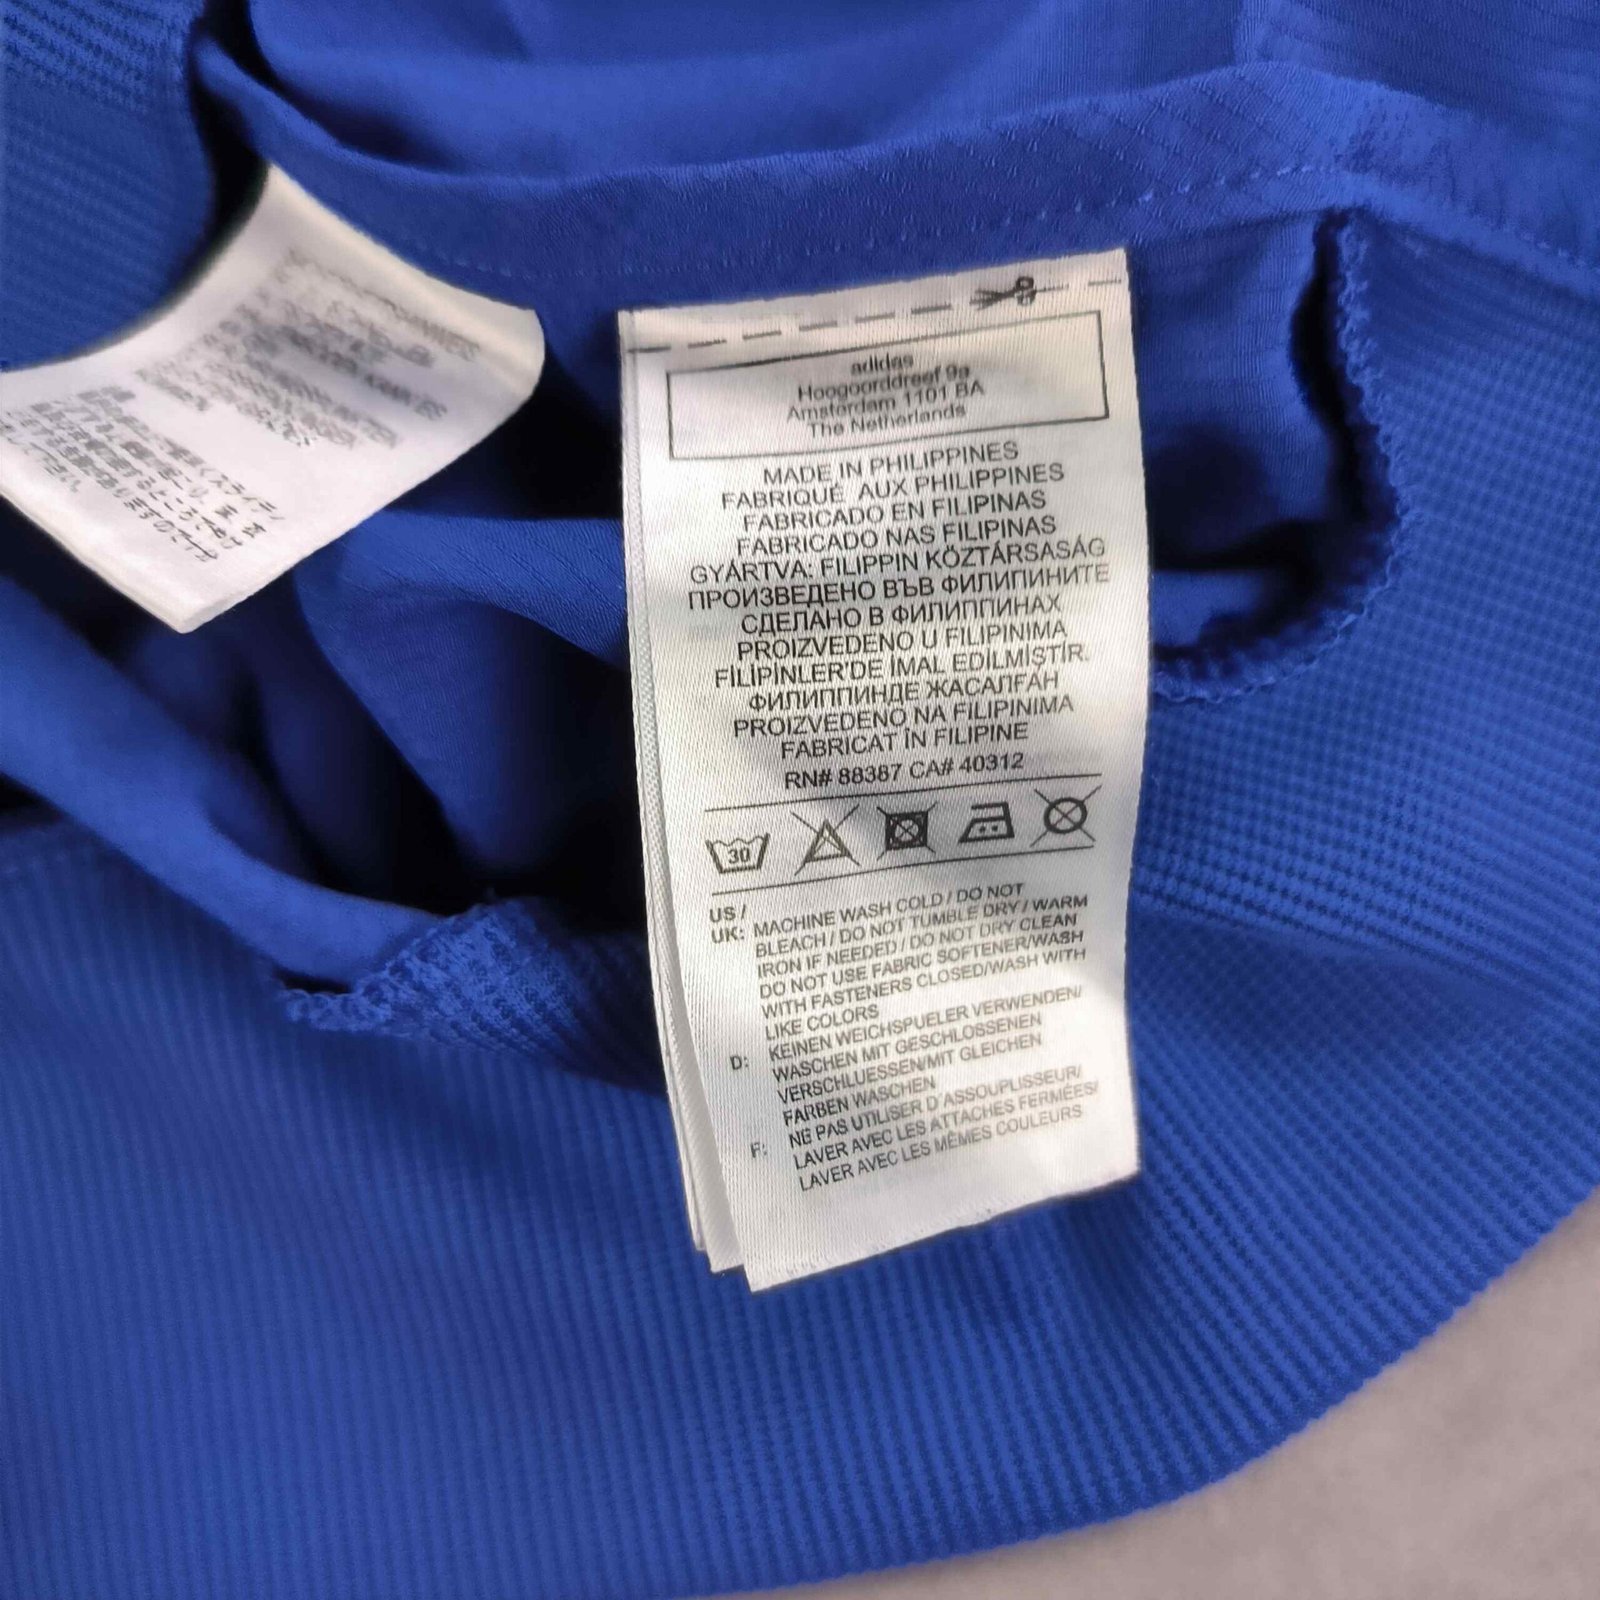 adidas
Hoogoorddreef 9a
Amsterdam 1101 BA
The Netherlands
MADE IN PHILIPPINES
FABRIQUÉ AUX PHILIPPINES
FABRICADO EN FILIPINAS
FABRICADO NAS FILIPINAS
GYÁRTVA: FILIPPIN KÖZTÁRSASÁG
ПРОИЗВЕДЕНО ВЪВ ФИЛИПИНИТЕ
СДЕЛАНО В ФИЛИППИНАХ
PROIZVEDENO U FILIPINIMA
FİLİPİNLER'DE İMAL EDİLMİŞTİR.
ФИЛИППИНДЕ ЖАСАЛҒАН
PROIZVEDENO NA FILIPINIMA
FABRICAT ÎN FILIPINE
RN# 88387 CA# 40312
30
US /
UK: MACHINE WASH COLD / DO NOT
BLEACH / DO NOT TUMBLE DRY / WARM
IRON IF NEEDED / DO NOT DRY CLEAN
DO NOT USE FABRIC SOFTENER/WASH
WITH FASTENERS CLOSED/WASH WITH
LIKE COLORS
D: KEINEN WEICHSPUELER VERWENDEN/
WASCHEN MIT GESCHLOSSENEN
VERSCHLUESSEN/MIT GLEICHEN
FARBEN WASCHEN
F: NE PAS UTILISER D'ASSOUPLISSEUR/
LAVER AVEC LES ATTACHES FERMÉES/
LAVER AVEC LES MÊMES COULEURS